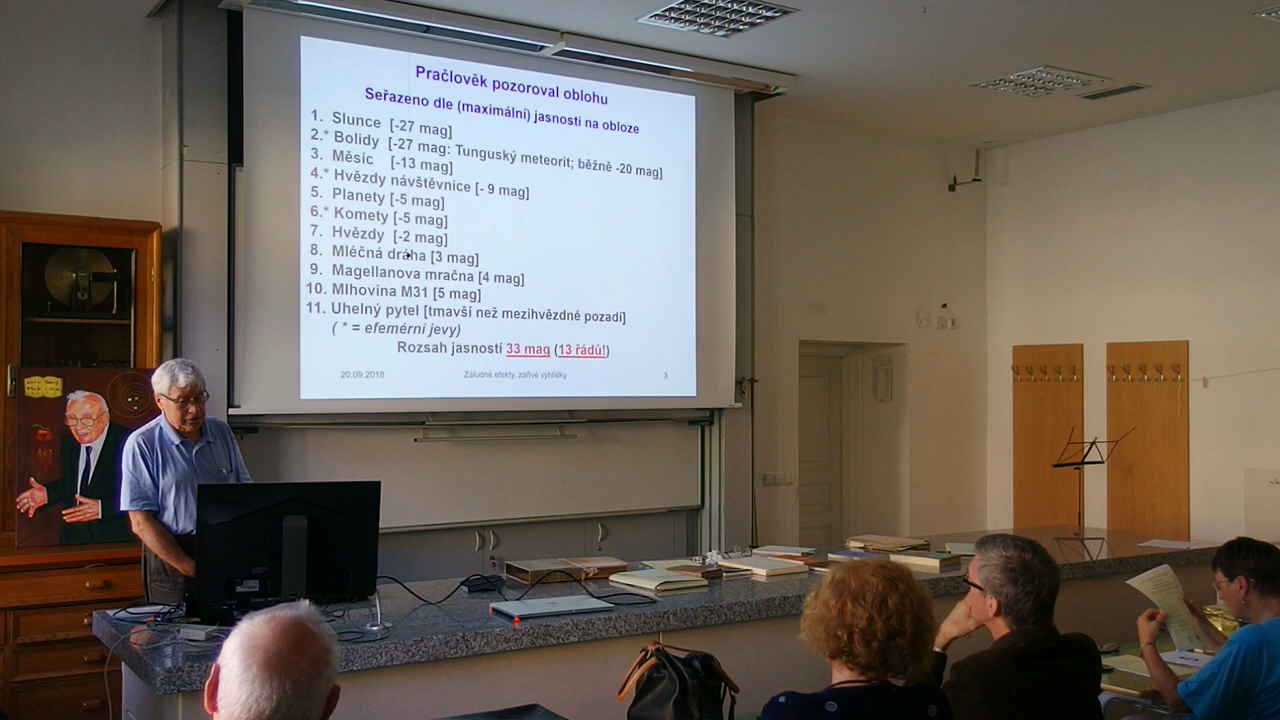 Pračlověk pozoroval oblohu
Seřazeno dle (maximální) jasnosti na obloze
1. Slunce [-27 mag]
2.* Bolidy [-27 mag: Tunguský meteorit; běžně -20 mag]
3. Měsíc [-13 mag]
4.* Hvězdy návštěvnice [- 9 mag]
5. Planety [-5 mag]
6.* Komety [-5 mag]
7. Hvězdy [-2 mag]
8. Mléčná dráha [3 mag]
9. Magellanova mračna [4 mag]
10. Mlhovina M31 [5 mag]
11. Uhelný pytel [tmavší než mezihvězdné pozadí]
( * = efemérní jevy)
Rozsah jasností 33 mag (13 řádů!)
20.09.2018 Záludné efekty, zářivé vyhlídky 3